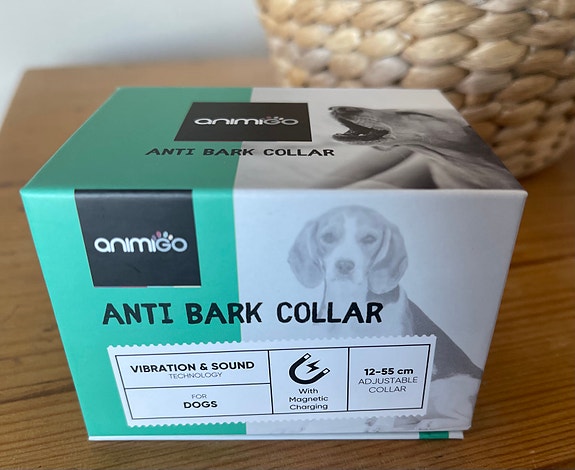 animiGo
ANTI BARK COLLAR
animiGo
ANTI BARK COLLAR
VIBRATION & SOUND
TECHNOLOGY
FOR
DOGS
With
Magnetic
Charging
12-55 cm
ADJUSTABLE
COLLAR